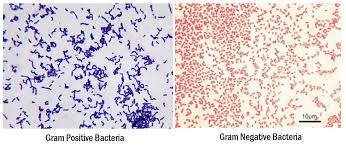 10μm
Gram Positive Bacteria
Gram Negative Bacteria